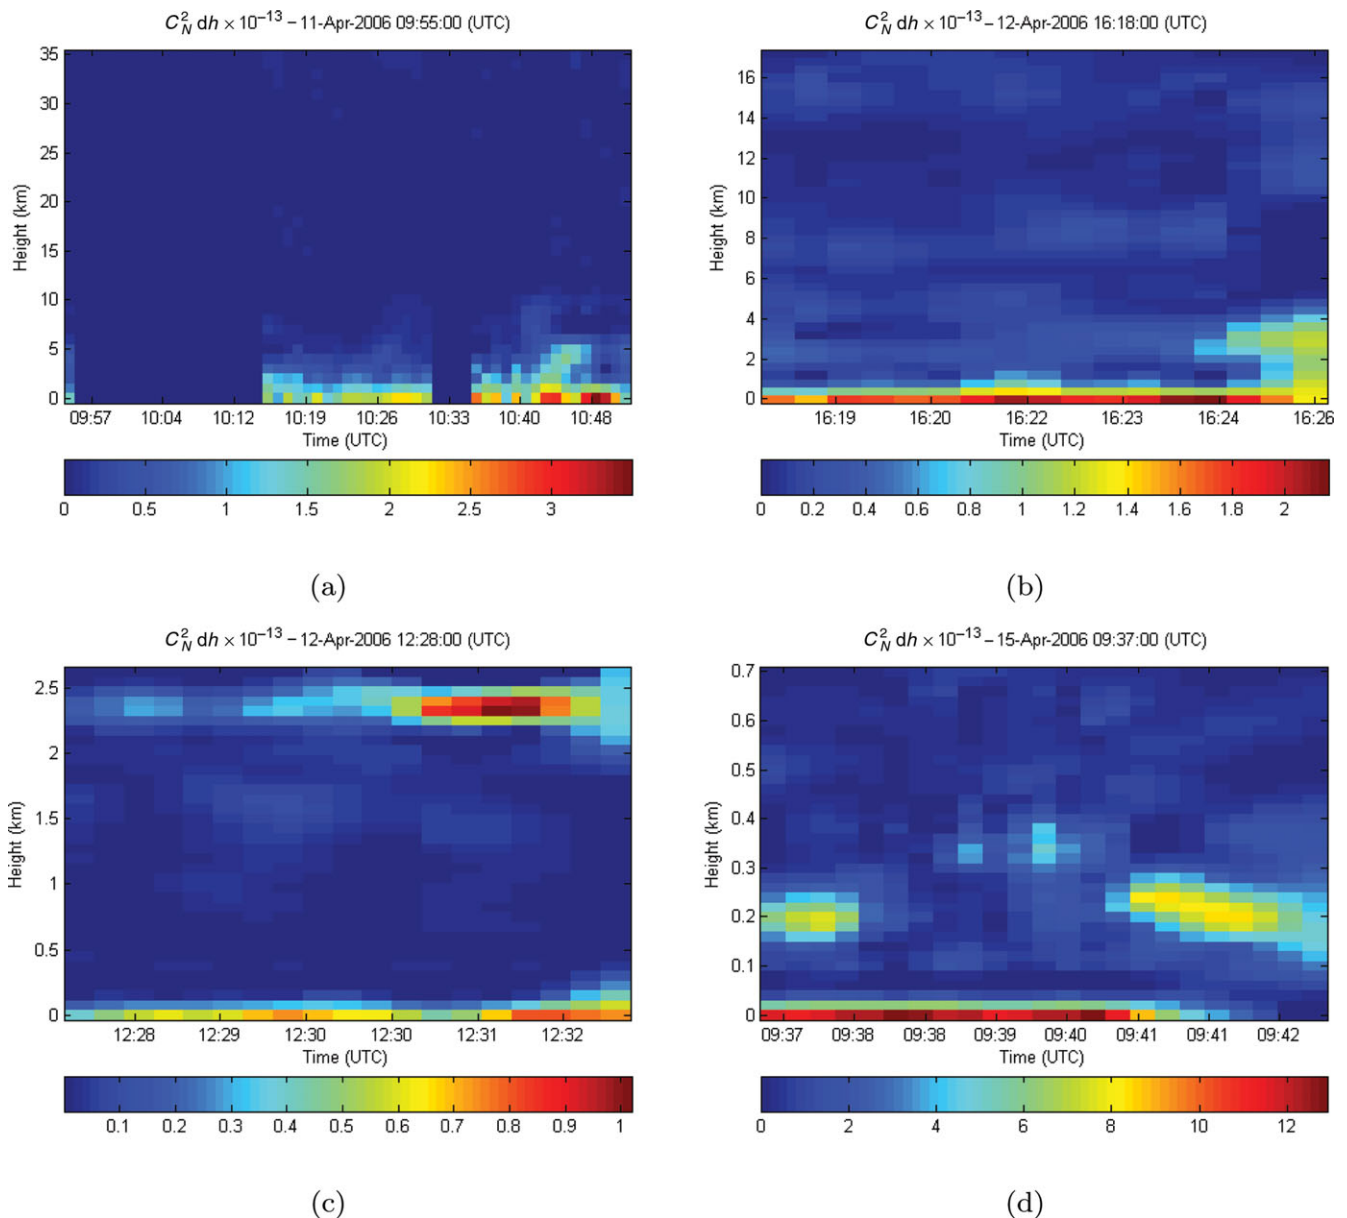 C²_N dh × 10⁻¹³ – 11-Apr-2006 09:55:00 (UTC)
35
30
25
20
15
10
5
0
Height (km)
09:57 10:04 10:12 10:19 10:26 10:33 10:40 10:48
Time (UTC)
0 0.5 1 1.5 2 2.5 3
(a)
C²_N dh × 10⁻¹³ – 12-Apr-2006 16:18:00 (UTC)
16
14
12
10
8
6
4
2
0
Height (km)
16:19 16:20 16:22 16:23 16:24 16:26
Time (UTC)
0 0.2 0.4 0.6 0.8 1 1.2 1.4 1.6 1.8 2
(b)
C²_N dh × 10⁻¹³ – 12-Apr-2006 12:28:00 (UTC)
2.5
2
1.5
1
0.5
0
Height (km)
12:28 12:29 12:30 12:30 12:31 12:32
Time (UTC)
0.1 0.2 0.3 0.4 0.5 0.6 0.7 0.8 0.9 1
(c)
C²_N dh × 10⁻¹³ – 15-Apr-2006 09:37:00 (UTC)
0.7
0.6
0.5
0.4
0.3
0.2
0.1
0
Height (km)
09:37 09:38 09:38 09:39 09:40 09:41 09:41 09:42
Time (UTC)
0 2 4 6 8 10 12
(d)